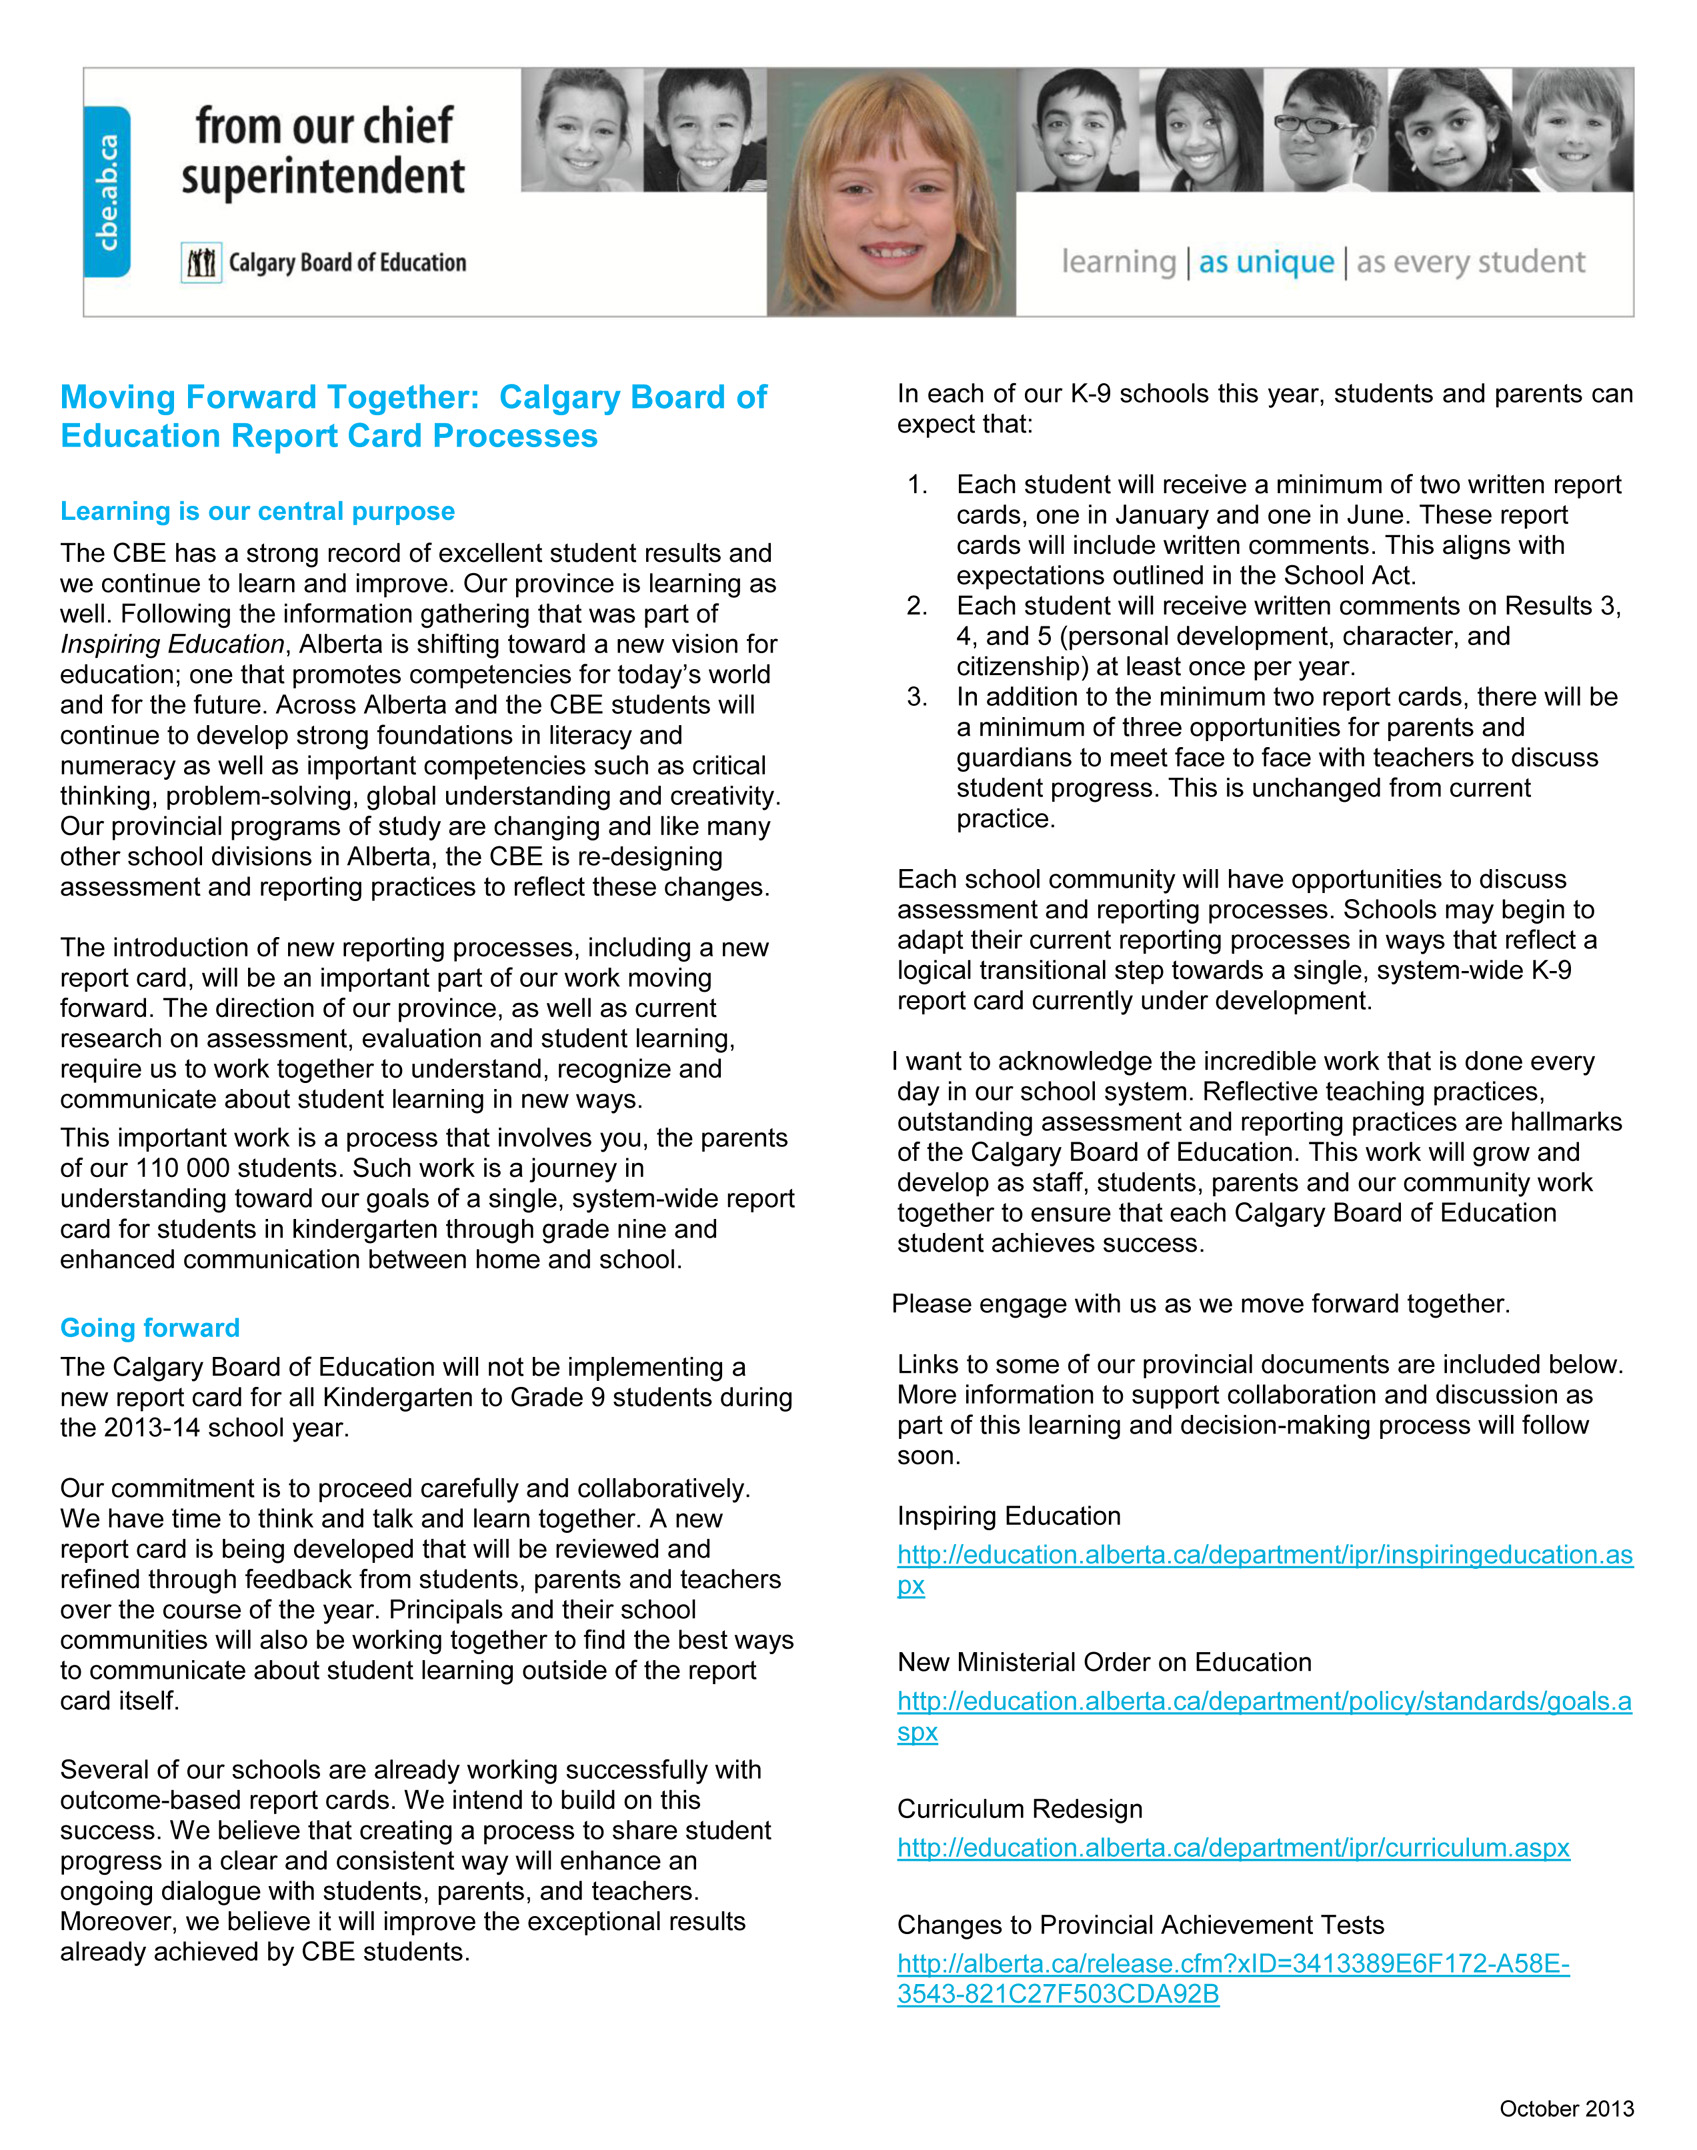 cbe.ab.ca
from our chief
superintendent
Calgary Board of Education
learning | as unique | as every student
Moving Forward Together:  Calgary Board of
Education Report Card Processes
Learning is our central purpose
The CBE has a strong record of excellent student results and
we continue to learn and improve. Our province is learning as
well. Following the information gathering that was part of
Inspiring Education, Alberta is shifting toward a new vision for
education; one that promotes competencies for today’s world
and for the future. Across Alberta and the CBE students will
continue to develop strong foundations in literacy and
numeracy as well as important competencies such as critical
thinking, problem-solving, global understanding and creativity.
Our provincial programs of study are changing and like many
other school divisions in Alberta, the CBE is re-designing
assessment and reporting practices to reflect these changes.
The introduction of new reporting processes, including a new
report card, will be an important part of our work moving
forward. The direction of our province, as well as current
research on assessment, evaluation and student learning,
require us to work together to understand, recognize and
communicate about student learning in new ways.
This important work is a process that involves you, the parents
of our 110 000 students. Such work is a journey in
understanding toward our goals of a single, system-wide report
card for students in kindergarten through grade nine and
enhanced communication between home and school.
Going forward
The Calgary Board of Education will not be implementing a
new report card for all Kindergarten to Grade 9 students during
the 2013-14 school year.
Our commitment is to proceed carefully and collaboratively.
We have time to think and talk and learn together. A new
report card is being developed that will be reviewed and
refined through feedback from students, parents and teachers
over the course of the year. Principals and their school
communities will also be working together to find the best ways
to communicate about student learning outside of the report
card itself.
Several of our schools are already working successfully with
outcome-based report cards. We intend to build on this
success. We believe that creating a process to share student
progress in a clear and consistent way will enhance an
ongoing dialogue with students, parents, and teachers.
Moreover, we believe it will improve the exceptional results
already achieved by CBE students.
In each of our K-9 schools this year, students and parents can
expect that:
1. Each student will receive a minimum of two written report
cards, one in January and one in June. These report
cards will include written comments. This aligns with
expectations outlined in the School Act.
2. Each student will receive written comments on Results 3,
4, and 5 (personal development, character, and
citizenship) at least once per year.
3. In addition to the minimum two report cards, there will be
a minimum of three opportunities for parents and
guardians to meet face to face with teachers to discuss
student progress. This is unchanged from current
practice.
Each school community will have opportunities to discuss
assessment and reporting processes. Schools may begin to
adapt their current reporting processes in ways that reflect a
logical transitional step towards a single, system-wide K-9
report card currently under development.
I want to acknowledge the incredible work that is done every
day in our school system. Reflective teaching practices,
outstanding assessment and reporting practices are hallmarks
of the Calgary Board of Education. This work will grow and
develop as staff, students, parents and our community work
together to ensure that each Calgary Board of Education
student achieves success.
Please engage with us as we move forward together.
Links to some of our provincial documents are included below.
More information to support collaboration and discussion as
part of this learning and decision-making process will follow
soon.
Inspiring Education
http://education.alberta.ca/department/ipr/inspiringeducation.as
px
New Ministerial Order on Education
http://education.alberta.ca/department/policy/standards/goals.a
spx
Curriculum Redesign
http://education.alberta.ca/department/ipr/curriculum.aspx
Changes to Provincial Achievement Tests
http://alberta.ca/release.cfm?xID=3413389E6F172-A58E-
3543-821C27F503CDA92B
October 2013